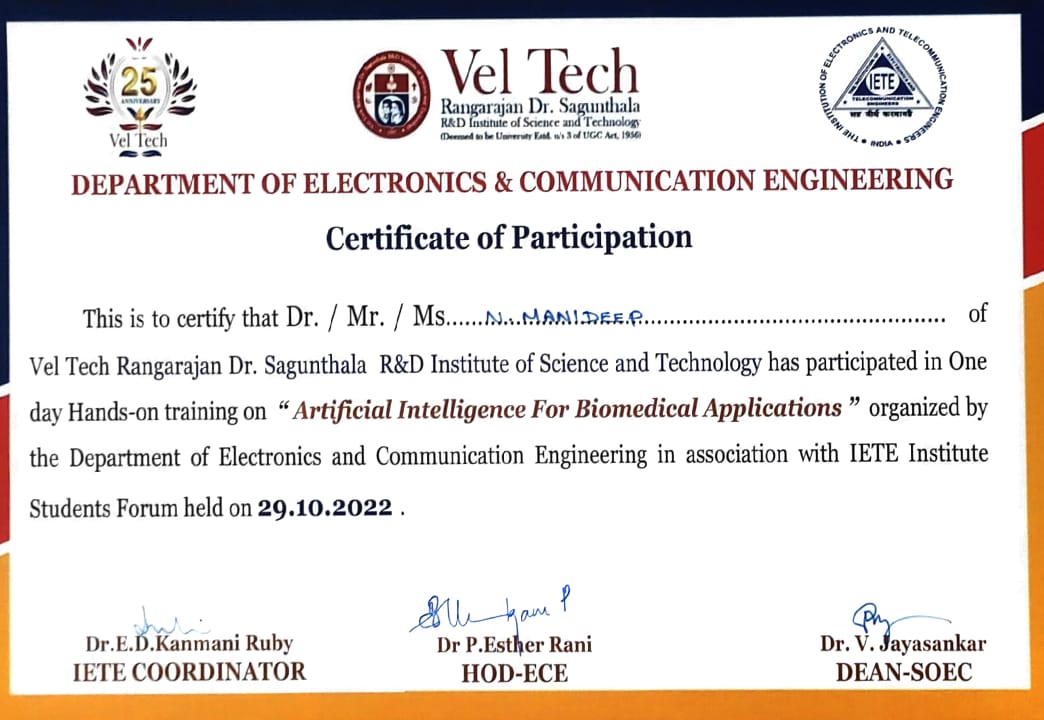 25
ANNIVERSARY
Vel Tech
Vel Tech
Rangarajan Dr. Sagunthala
R&D Institute of Science and Technology
(Deemed to be University Estd. u/s 3 of UGC Act, 1956)
THE INSTITUTION OF ELECTRONICS AND TELECOMMUNICATION ENGINEERS
INDIA
IETE
DEPARTMENT OF ELECTRONICS & COMMUNICATION ENGINEERING
Certificate of Participation
This is to certify that Dr. / Mr. / Ms......N...MANIDEEP.................................................... of
Vel Tech Rangarajan Dr. Sagunthala R&D Institute of Science and Technology has participated in One
day Hands-on training on “Artificial Intelligence For Biomedical Applications” organized by
the Department of Electronics and Communication Engineering in association with IETE Institute
Students Forum held on 29.10.2022 .
Dr.E.D.Kanmani Ruby
IETE COORDINATOR
Dr P.Esther Rani
HOD-ECE
Dr. V. Jayasankar
DEAN-SOEC